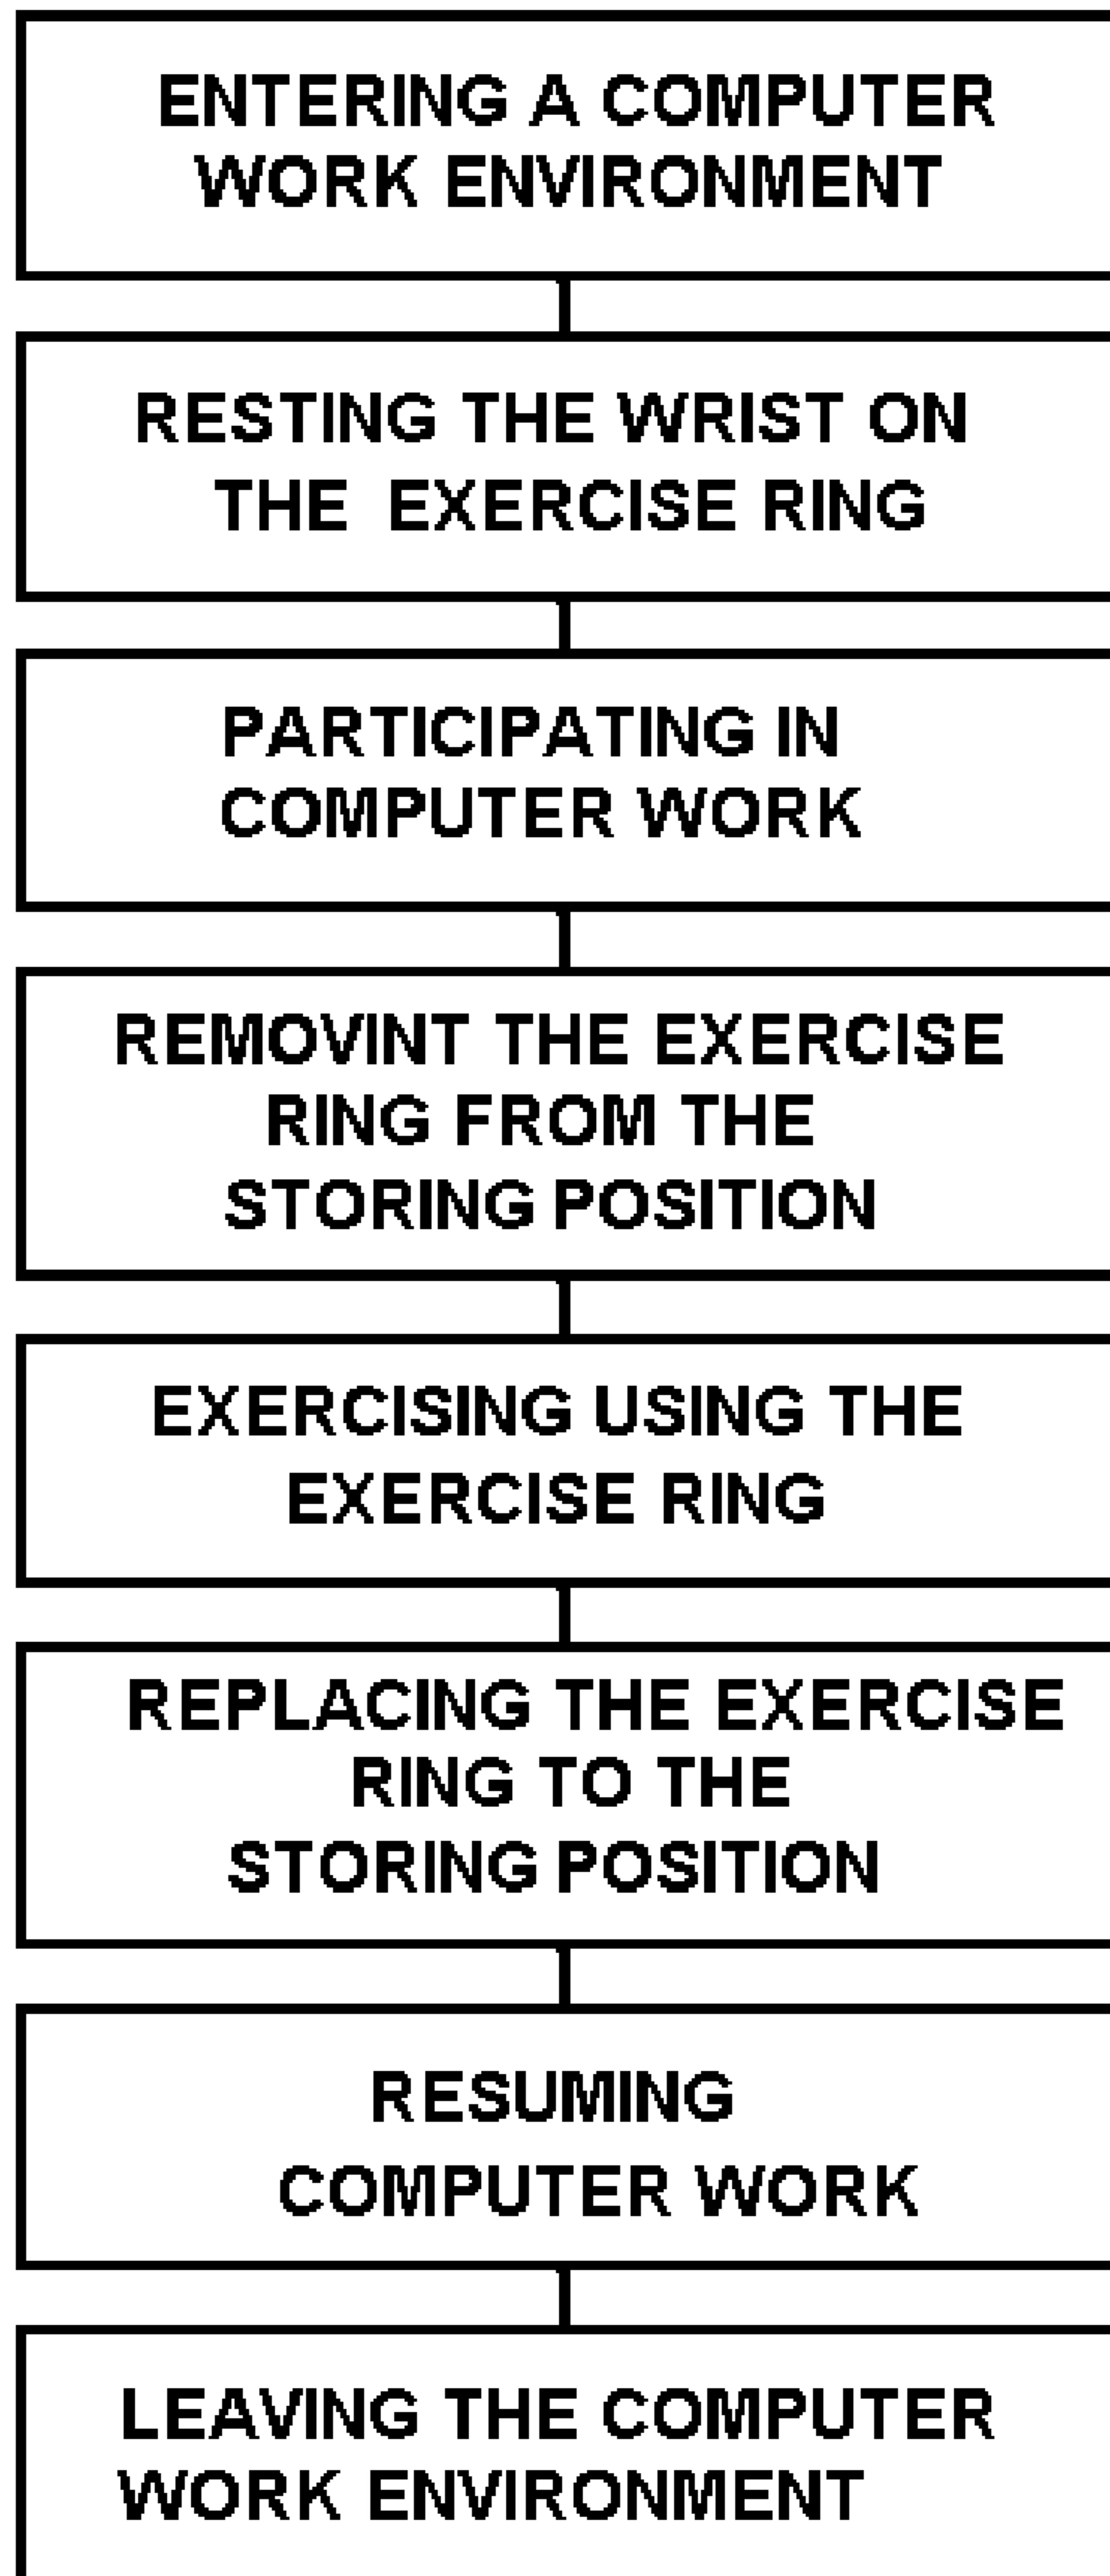 ENTERING A COMPUTER
WORK ENVIRONMENT
RESTING THE WRIST ON
THE EXERCISE RING
PARTICIPATING IN
COMPUTER WORK
REMOVINT THE EXERCISE
RING FROM THE
STORING POSITION
EXERCISING USING THE
EXERCISE RING
REPLACING THE EXERCISE
RING TO THE
STORING POSITION
RESUMING
COMPUTER WORK
LEAVING THE COMPUTER
WORK ENVIRONMENT